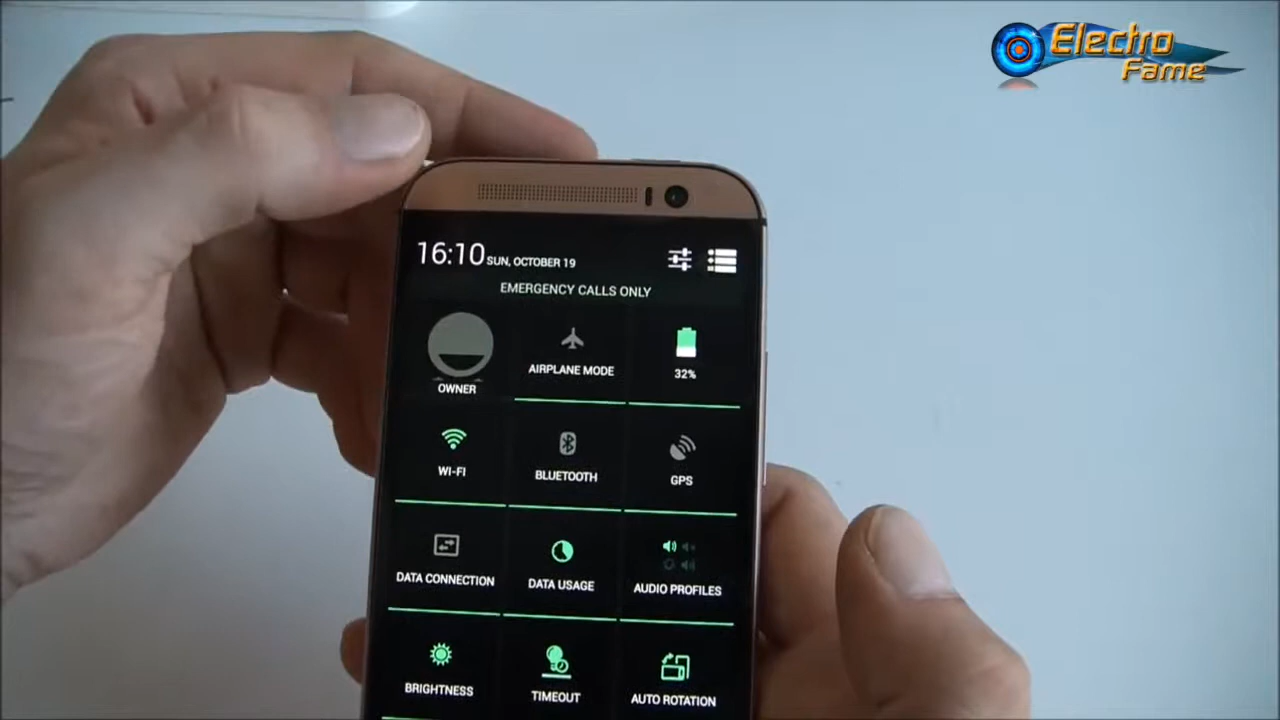 Electro
Fame
16:10 SUN, OCTOBER 19
EMERGENCY CALLS ONLY
OWNER
AIRPLANE MODE
32%
WI-FI
BLUETOOTH
GPS
DATA CONNECTION
DATA USAGE
AUDIO PROFILES
BRIGHTNESS
TIMEOUT
AUTO ROTATION